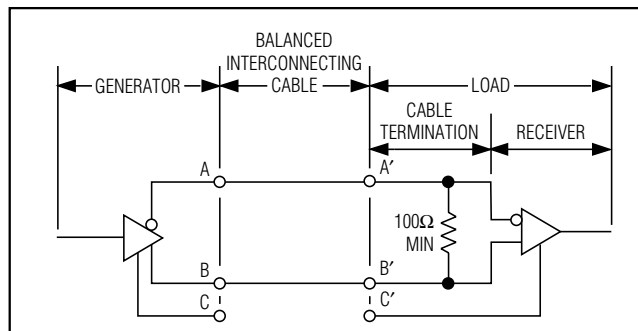 BALANCED
INTERCONNECTING
GENERATOR CABLE LOAD
CABLE
TERMINATION RECEIVER
A A′
100Ω
MIN
B B′
C C′